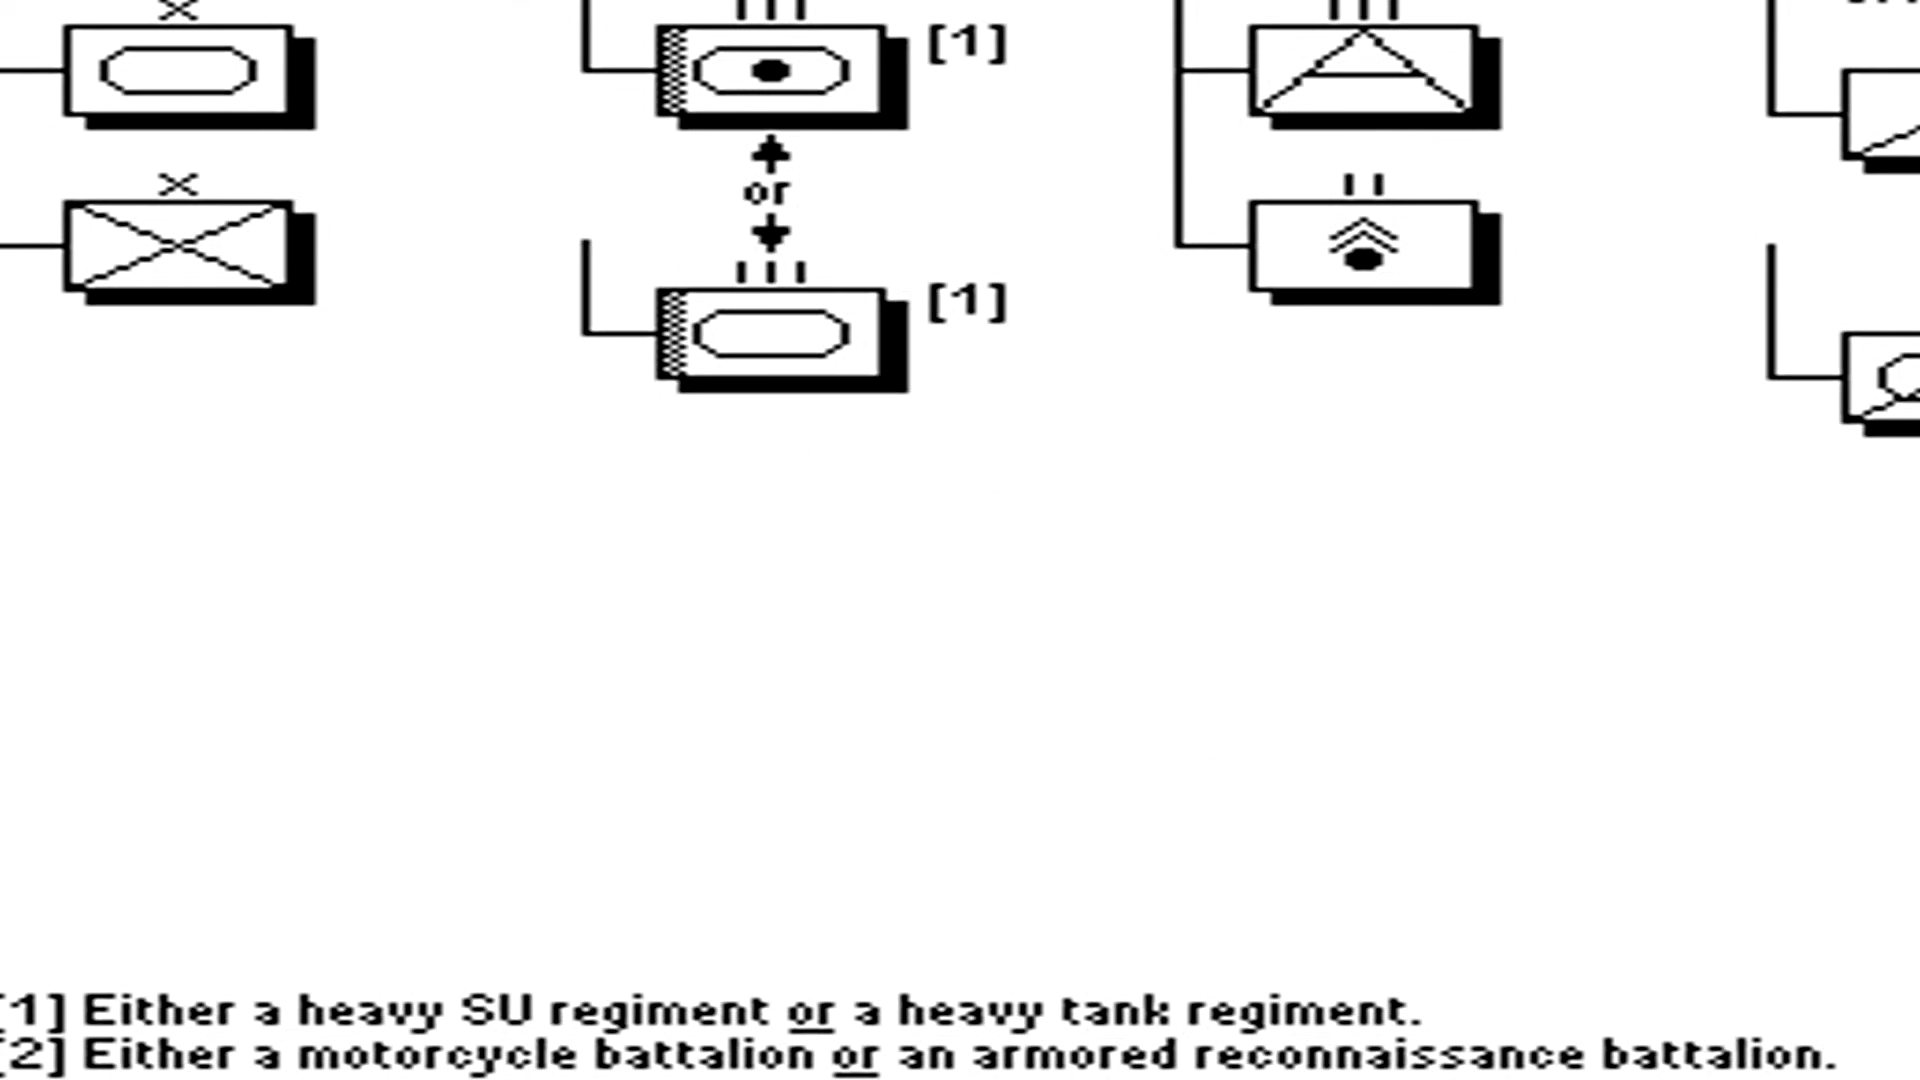 [1]
or
[1]
[1] Either a heavy SU regiment or a heavy tank regiment.
[2] Either a motorcycle battalion or an armored reconnaissance battalion.